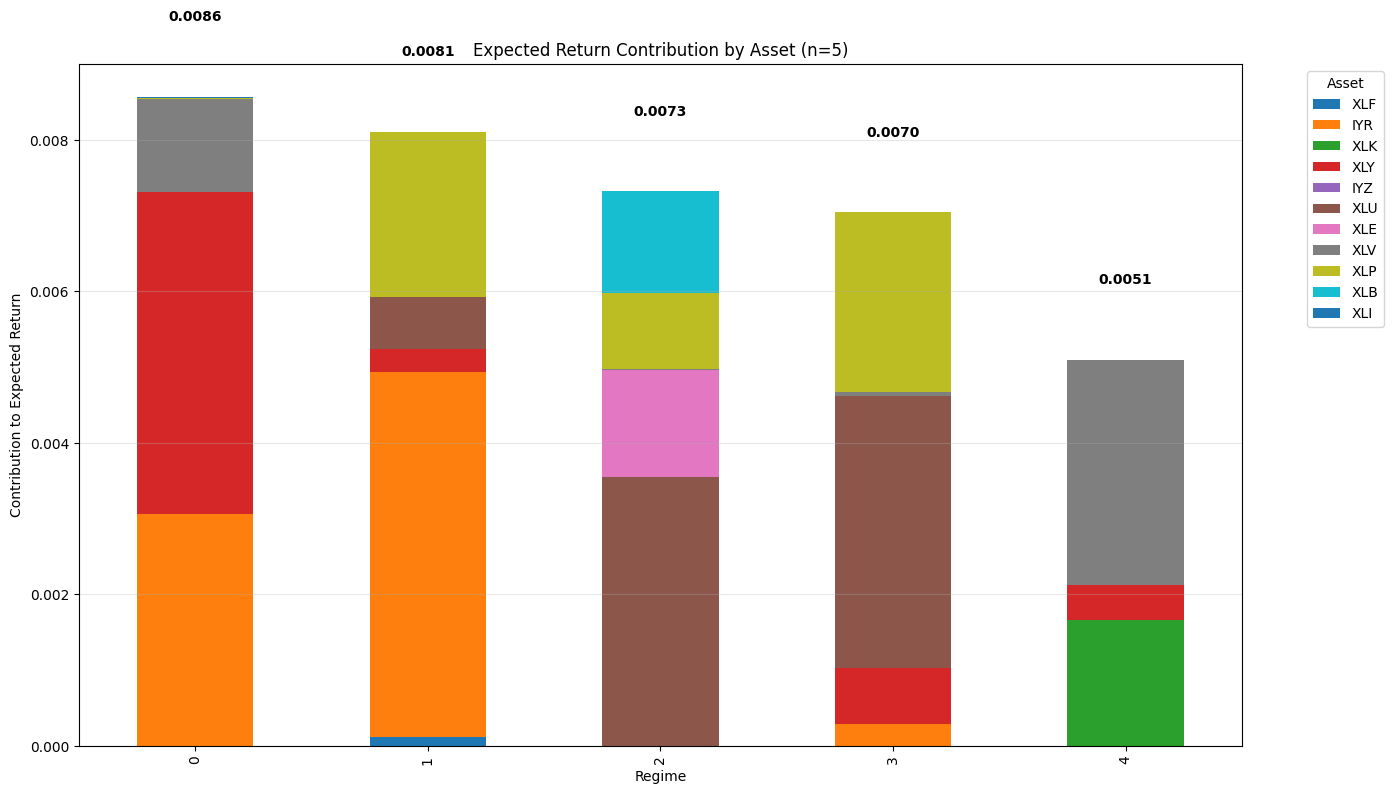 0.0086
0.0081
Expected Return Contribution by Asset (n=5)
0.0073
0.0070
0.0051
Asset
XLF
IYR
XLK
XLY
IYZ
XLU
XLE
XLV
XLP
XLB
XLI
Contribution to Expected Return
0.008
0.006
0.004
0.002
0.000
0
1
2
3
4
Regime